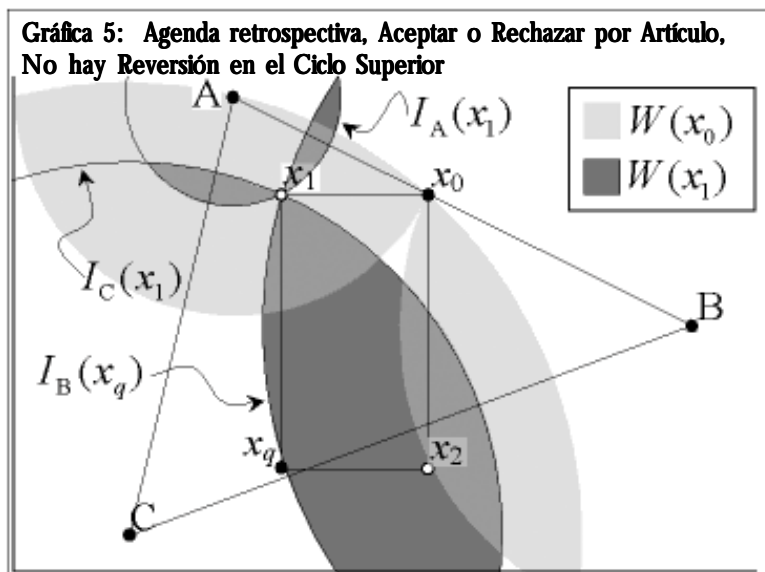 Gráfica 5: Agenda retrospectiva, Aceptar o Rechazar por Artículo,
No hay Reversión en el Ciclo Superior
A
I_A(x_1)
W(x_0)
W(x_1)
x_1
x_0
I_C(x_1)
B
I_B(x_q)
x_q
x_2
C